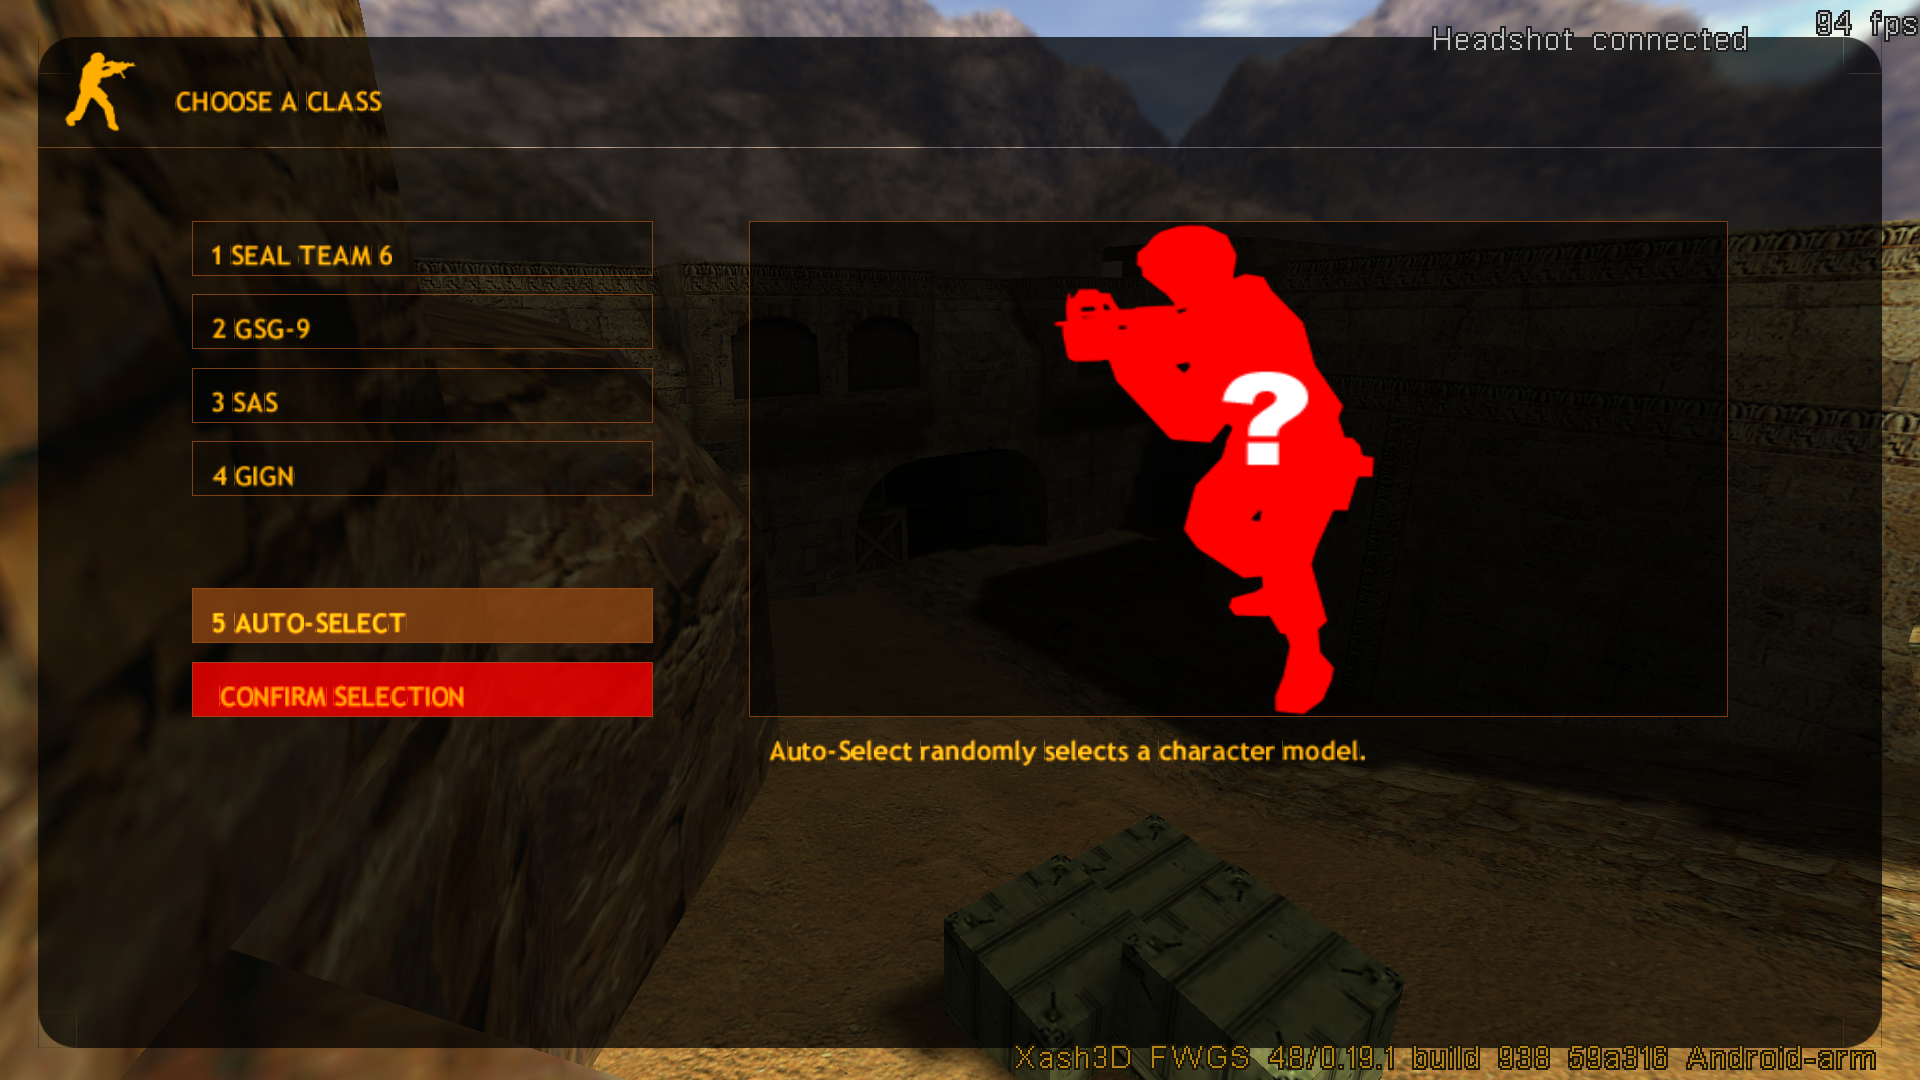 94 fps
Headshot connected
CHOOSE A CLASS
1 SEAL TEAM 6
2 GSG-9
3 SAS
4 GIGN
5 AUTO-SELECT
CONFIRM SELECTION
?
Auto-Select randomly selects a character model.
Xash3D FWGS 48/0.19.1 build 938 59a316 Android-arm